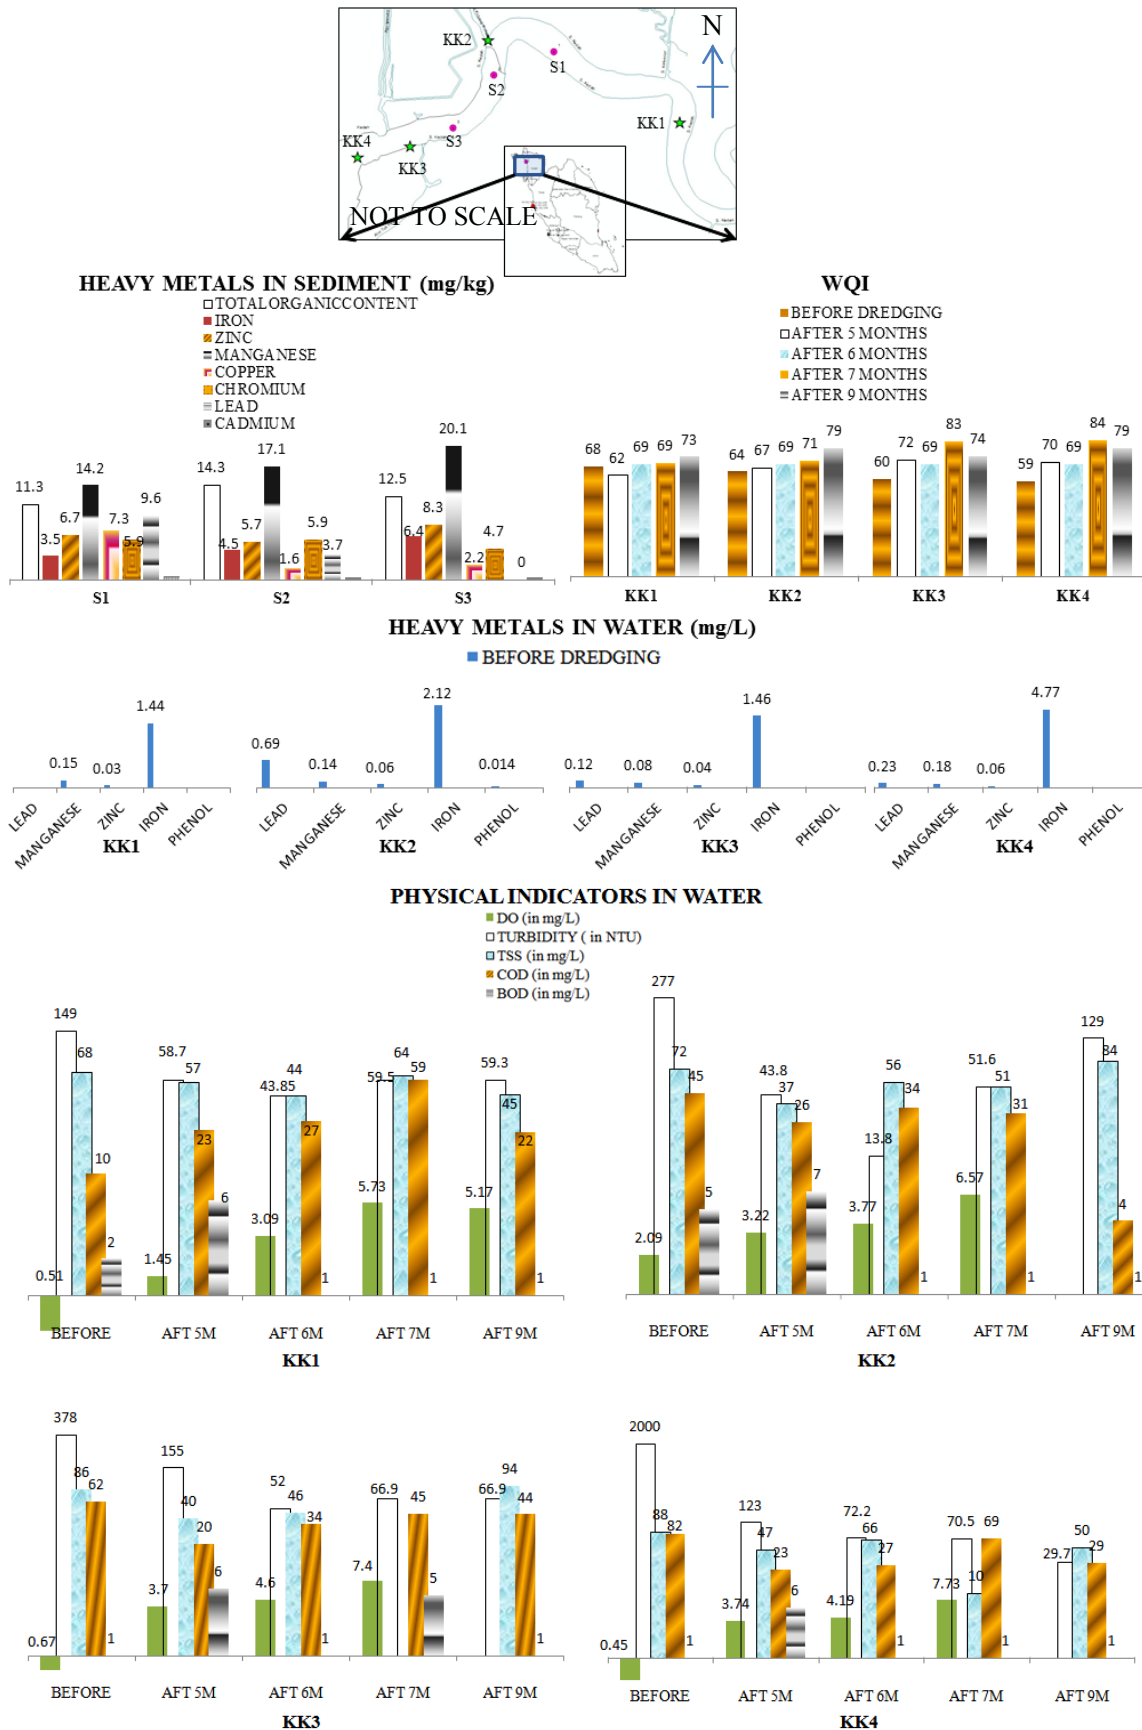 N
KK2
S1
S2
KK1
S3
KK4
KK3
NOT TO SCALE
HEAVY METALS IN SEDIMENT (mg/kg)
TOTALORGANICCONTENT
IRON
ZINC
MANGANESE
COPPER
CHROMIUM
LEAD
CADMIUM
11.3 3.5 6.7 14.2 7.3 5.9 9.6
14.3 4.5 5.7 17.1 1.6 5.9 3.7
12.5 6.4 8.3 20.1 2.2 4.7 0
S1 S2 S3
WQI
BEFORE DREDGING
AFTER 5 MONTHS
AFTER 6 MONTHS
AFTER 7 MONTHS
AFTER 9 MONTHS
68 62 69 69 73
64 67 69 71 79
60 72 69 83 74
59 70 69 84 79
KK1 KK2 KK3 KK4
HEAVY METALS IN WATER (mg/L)
BEFORE DREDGING
0.15 0.03 1.44
LEAD MANGANESE ZINC IRON PHENOL
KK1
0.69 0.14 0.06 2.12 0.014
LEAD MANGANESE ZINC IRON PHENOL
KK2
0.12 0.08 0.04 1.46
LEAD MANGANESE ZINC IRON PHENOL
KK3
0.23 0.18 0.06 4.77
LEAD MANGANESE ZINC IRON PHENOL
KK4
PHYSICAL INDICATORS IN WATER
DO (in mg/L)
TURBIDITY ( in NTU)
TSS (in mg/L)
COD (in mg/L)
BOD (in mg/L)
0.51 149 68 10 2
1.45 58.7 57 23 6
3.09 43.85 44 27 1
5.73 59.5 64 59 1
5.17 59.3 45 22 1
BEFORE AFT 5M AFT 6M AFT 7M AFT 9M
KK1
2.09 277 72 45 5
3.22 43.8 37 26 7
3.77 13.8 56 34 1
6.57 51.6 51 31 1
129 84 4 1
BEFORE AFT 5M AFT 6M AFT 7M AFT 9M
KK2
0.67 378 86 62 1
3.7 155 40 20 6
4.6 52 46 34 1
7.4 66.9 45 5
66.9 94 44 1
BEFORE AFT 5M AFT 6M AFT 7M AFT 9M
KK3
0.45 2000 88 82 1
3.74 123 47 23 6
4.19 72.2 66 27 1
7.73 70.5 10 69 1
29.7 50 29 1
BEFORE AFT 5M AFT 6M AFT 7M AFT 9M
KK4